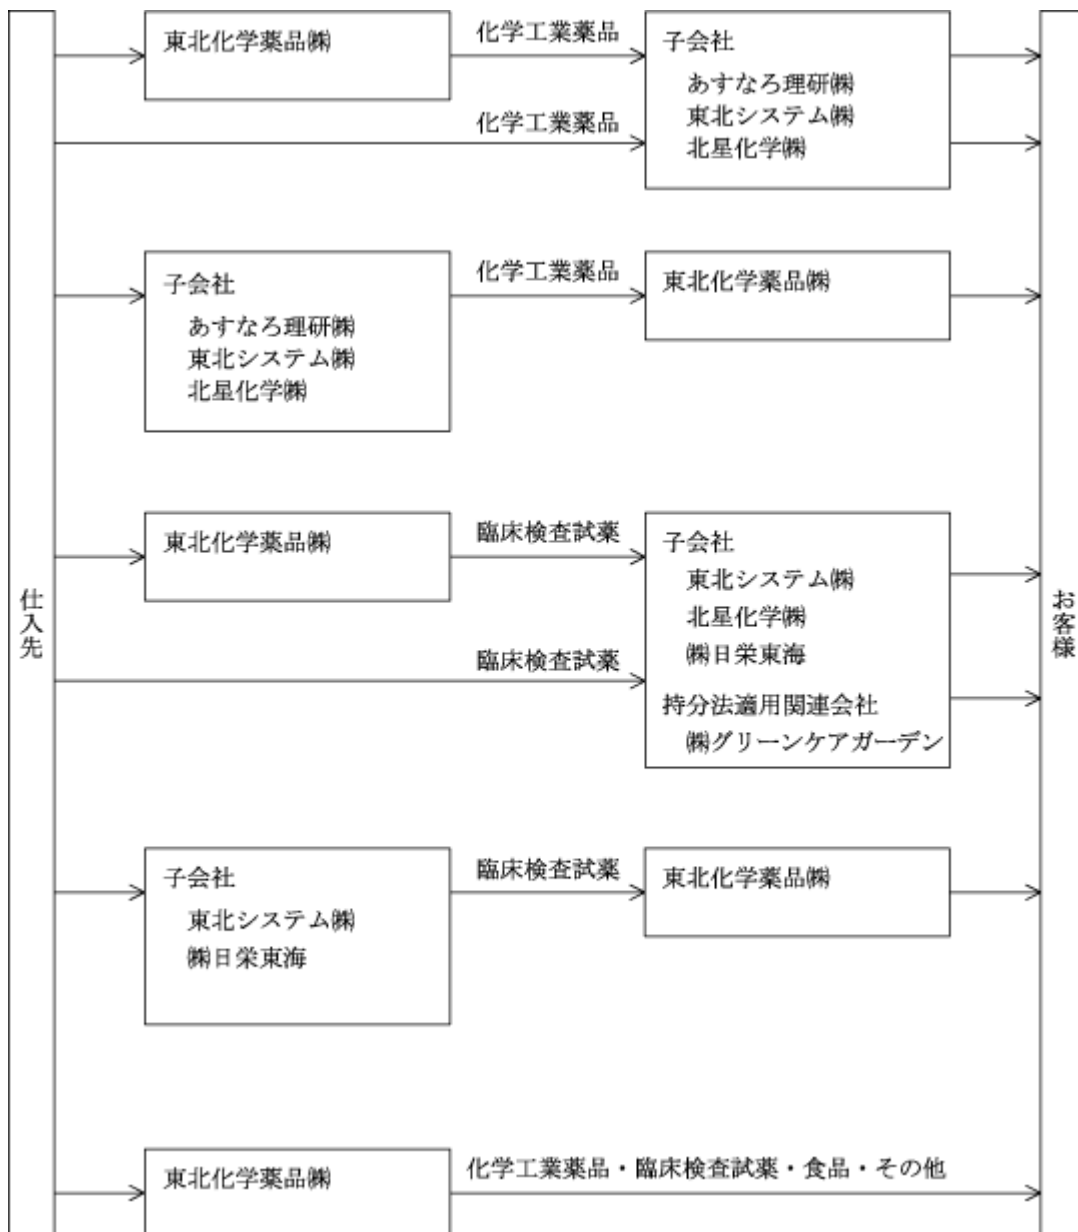 東北化学薬品㈱
化学工業薬品
子会社
あすなろ理研㈱
東北システム㈱
北星化学㈱
化学工業薬品
子会社
あすなろ理研㈱
東北システム㈱
北星化学㈱
化学工業薬品
東北化学薬品㈱
東北化学薬品㈱
臨床検査試薬
子会社
東北システム㈱
北星化学㈱
㈱日栄東海
持分法適用関連会社
㈱グリーンケアガーデン
臨床検査試薬
仕入先
お客様
子会社
東北システム㈱
㈱日栄東海
臨床検査試薬
東北化学薬品㈱
東北化学薬品㈱
化学工業薬品・臨床検査試薬・食品・その他